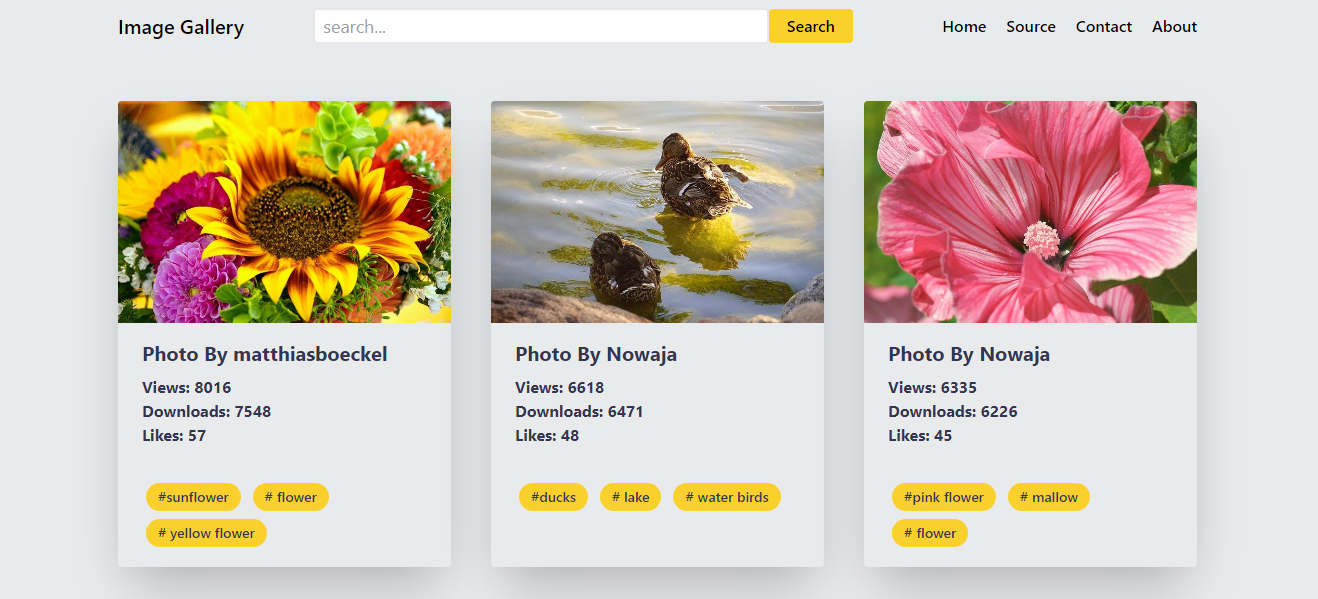 Image Gallery
search...
Search
Home Source Contact About
Photo By matthiasboeckel
Views: 8016
Downloads: 7548
Likes: 57
#sunflower # flower
# yellow flower
Photo By Nowaja
Views: 6618
Downloads: 6471
Likes: 48
#ducks # lake # water birds
Photo By Nowaja
Views: 6335
Downloads: 6226
Likes: 45
#pink flower # mallow
# flower